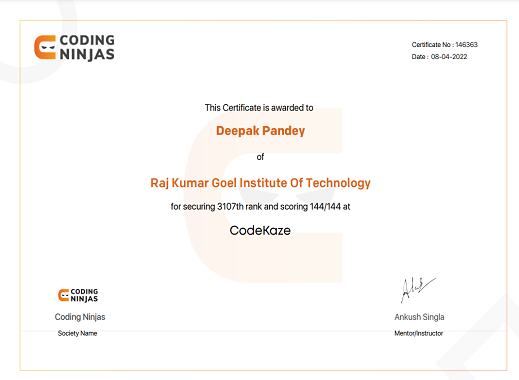 CODING
NINJAS
Certificate No : 146363
Date : 08-04-2022
This Certificate is awarded to
Deepak Pandey
of
Raj Kumar Goel Institute Of Technology
for securing 3107th rank and scoring 144/144 at
CodeKaze
CODING
NINJAS
Coding Ninjas
Society Name
Ankush Singla
Mentor/Instructor